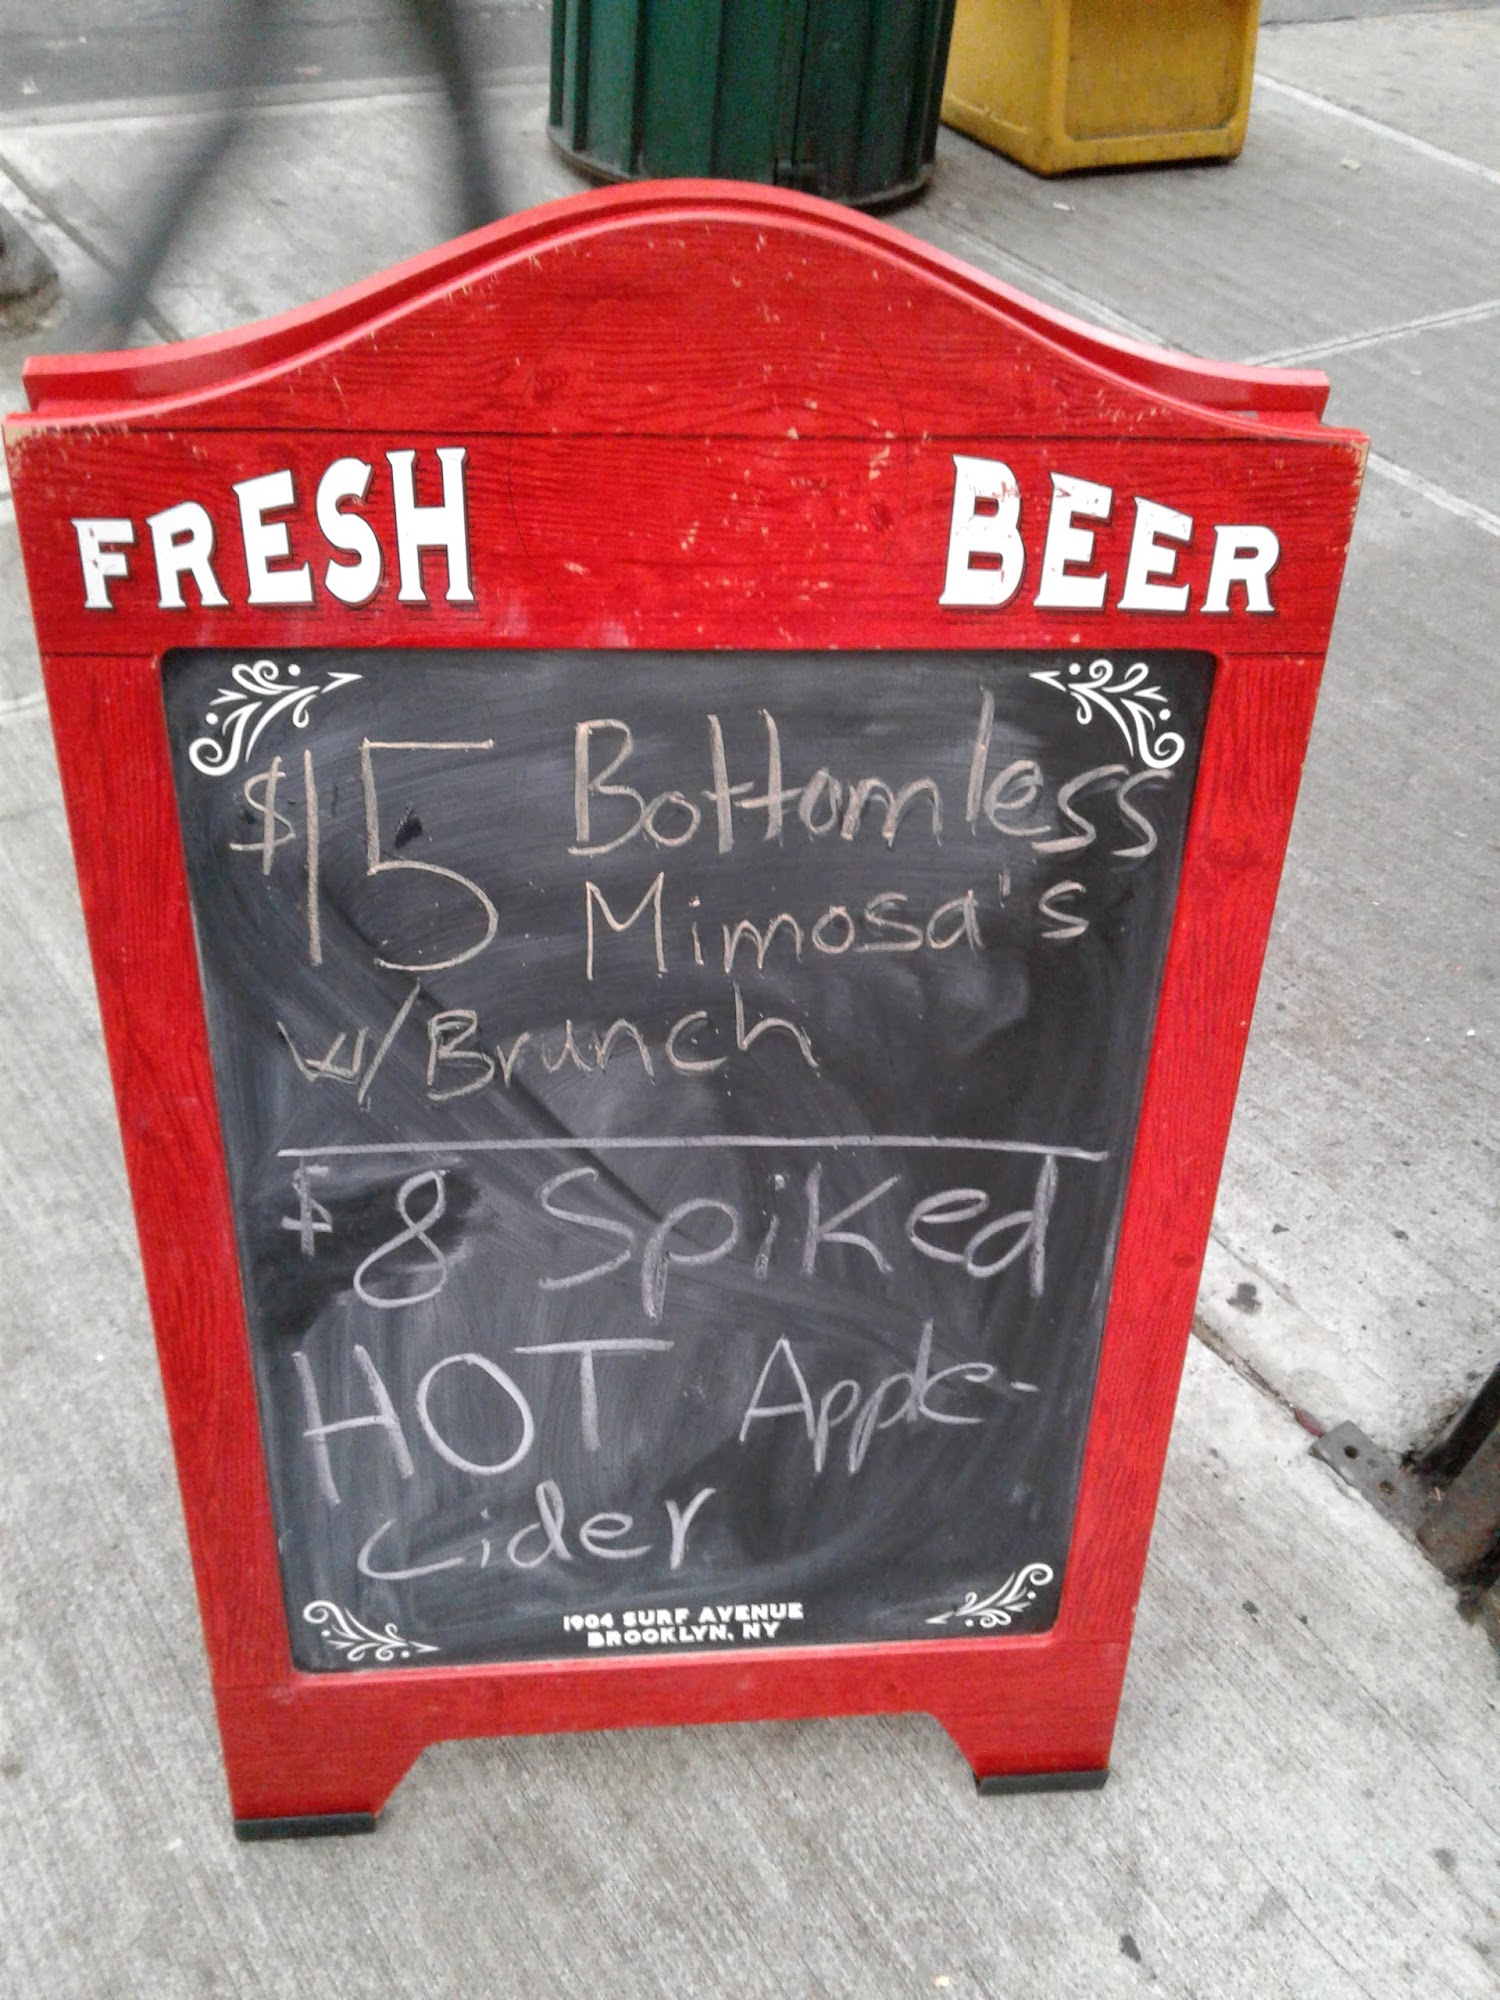 FRESH BEER
$15 Bottomless
Mimosa's
w/Brunch
$8 Spiked
HOT Apple-
Cider
1904 SURF AVENUE
BROOKLYN, NY